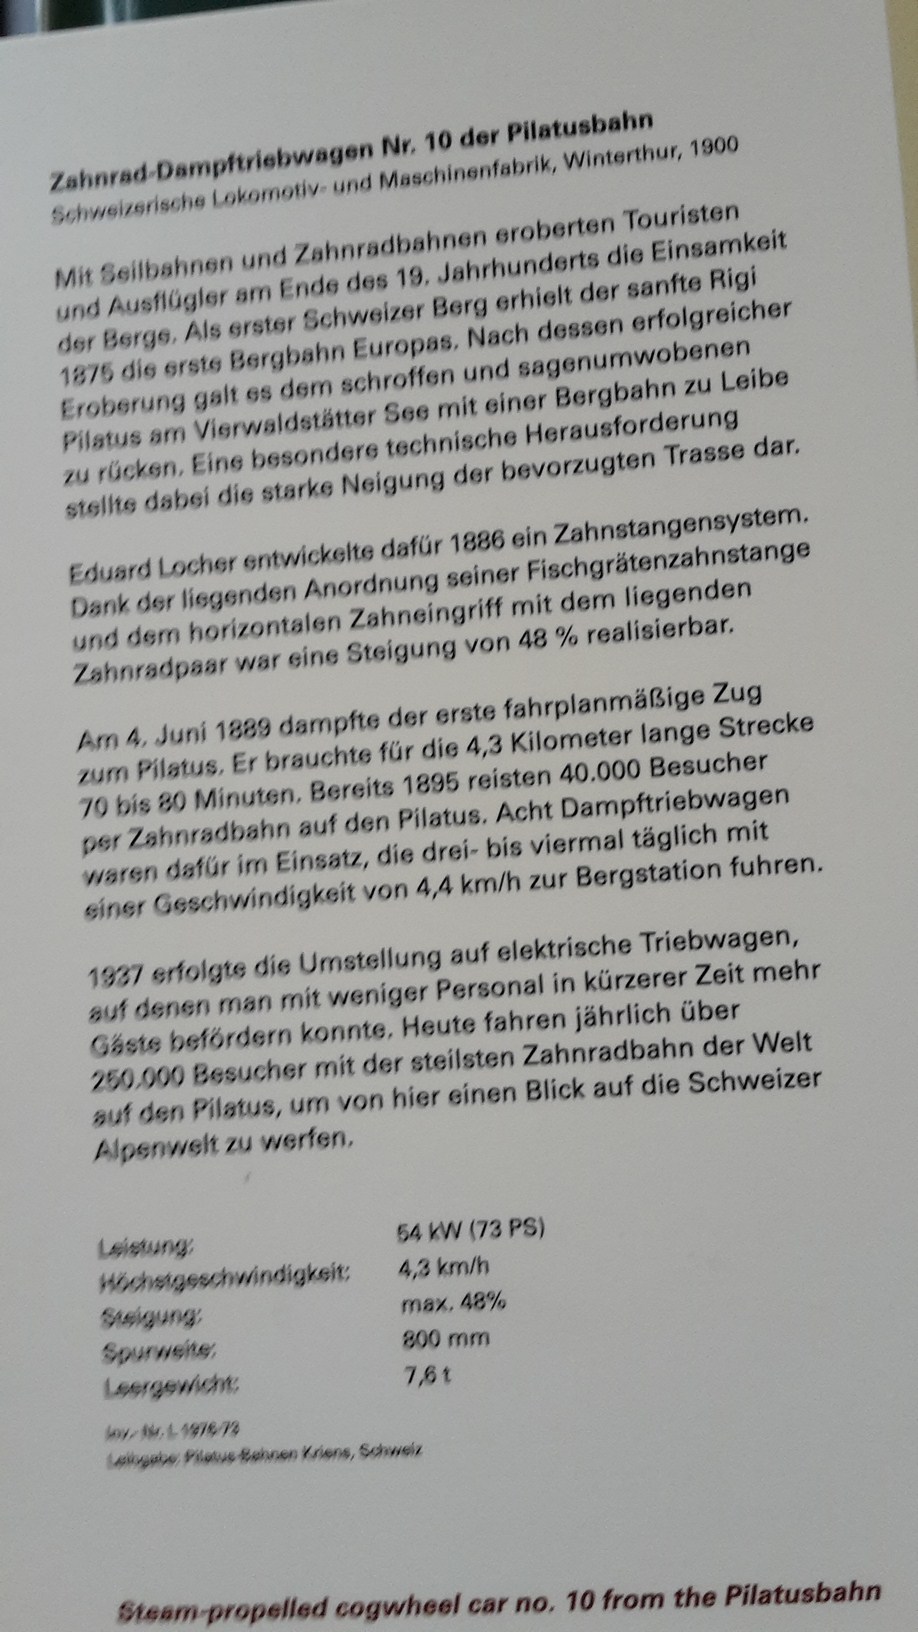 Zahnrad-Dampftriebwagen Nr. 10 der Pilatusbahn
Schweizerische Lokomotiv- und Maschinenfabrik, Winterthur, 1900
Mit Seilbahnen und Zahnradbahnen eroberten Touristen
und Ausflügler am Ende des 19. Jahrhunderts die Einsamkeit
der Berge. Als erster Schweizer Berg erhielt der sanfte Rigi
1875 die erste Bergbahn Europas. Nach dessen erfolgreicher
Eroberung galt es dem schroffen und sagenumwobenen
Pilatus am Vierwaldstätter See mit einer Bergbahn zu Leibe
zu rücken. Eine besondere technische Herausforderung
stellte dabei die starke Neigung der bevorzugten Trasse dar.
Eduard Locher entwickelte dafür 1886 ein Zahnstangensystem.
Dank der liegenden Anordnung seiner Fischgrätenzahnstange
und dem horizontalen Zahneingriff mit dem liegenden
Zahnradpaar war eine Steigung von 48 % realisierbar.
Am 4. Juni 1889 dampfte der erste fahrplanmäßige Zug
zum Pilatus. Er brauchte für die 4,3 Kilometer lange Strecke
70 bis 80 Minuten. Bereits 1895 reisten 40.000 Besucher
per Zahnradbahn auf den Pilatus. Acht Dampftriebwagen
waren dafür im Einsatz, die drei- bis viermal täglich mit
einer Geschwindigkeit von 4,4 km/h zur Bergstation fuhren.
1937 erfolgte die Umstellung auf elektrische Triebwagen,
auf denen man mit weniger Personal in kürzerer Zeit mehr
Gäste befördern konnte. Heute fahren jährlich über
250.000 Besucher mit der steilsten Zahnradbahn der Welt
auf den Pilatus, um von hier einen Blick auf die Schweizer
Alpenwelt zu werfen.
Leistung: 54 kW (73 PS)
Höchstgeschwindigkeit: 4,3 km/h
Steigung: max. 48%
Spurweite: 800 mm
Leergewicht: 7,6 t
Inv.- Nr.
Leihgabe: Pilatus-Bahnen Kriens, Schweiz
Steam-propelled cogwheel car no. 10 from the Pilatusbahn